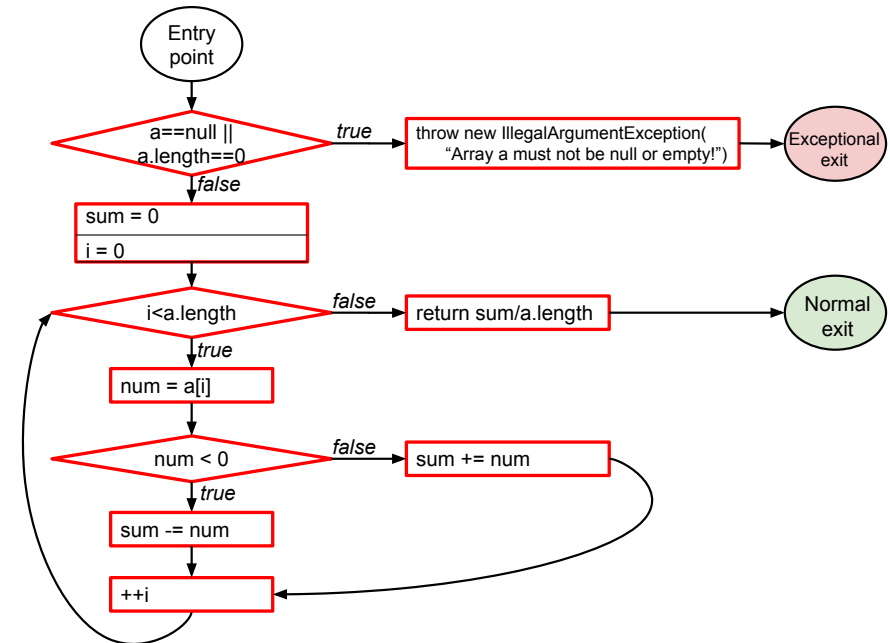 Entry
point
a==null ||
a.length==0
true
throw new IllegalArgumentException(
“Array a must not be null or empty!”)
Exceptional
exit
false
sum = 0
i = 0
i<a.length
false
return sum/a.length
Normal
exit
true
num = a[i]
num < 0
false
sum += num
true
sum -= num
++i